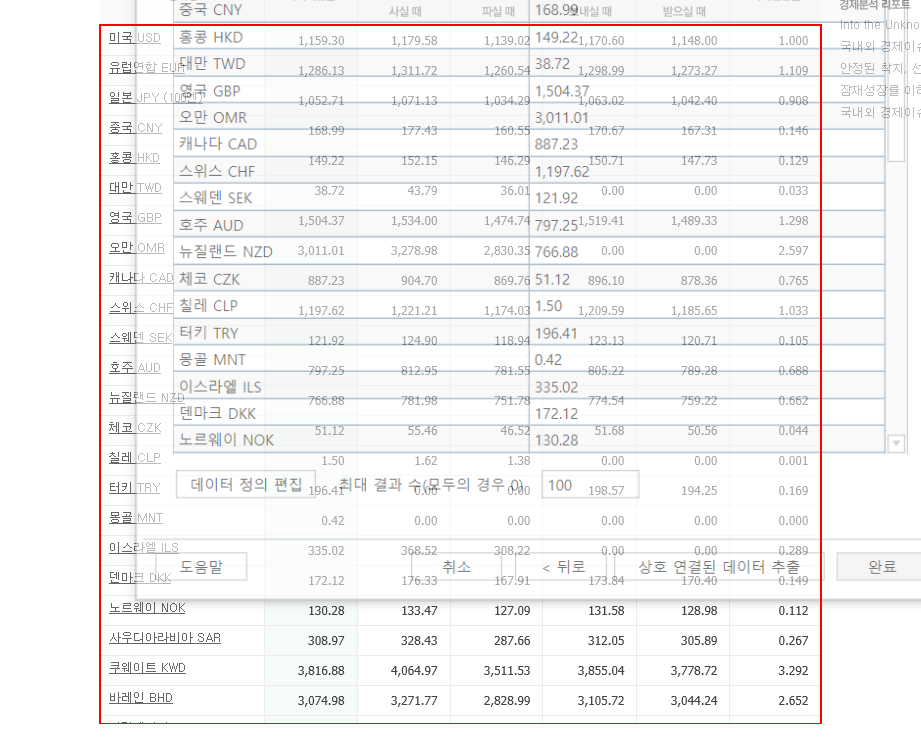 중국 CNY 168.99
사실 때 파실 때 보내실 때 받으실 때
경제분석 리포트
Into the Unkno
국내외 경제이슈
안정된 착지, 선
잠재성장률 이하
국내외 경제이슈
미국 USD 1,159.30 1,179.58 1,139.02 1,170.60 1,148.00 1.000
유럽연합 EUR 1,286.13 1,311.72 1,260.54 1,298.99 1,273.27 1.109
일본 JPY (100엔) 1,052.71 1,071.13 1,034.29 1,063.02 1,042.40 0.908
중국 CNY 168.99 177.43 160.55 170.67 167.31 0.146
홍콩 HKD 149.22 152.15 146.29 150.71 147.73 0.129
대만 TWD 38.72 43.79 36.01 0.00 0.00 0.033
영국 GBP 1,504.37 1,534.00 1,474.74 1,519.41 1,489.33 1.298
오만 OMR 3,011.01 3,278.98 2,830.35 0.00 0.00 2.597
캐나다 CAD 887.23 904.70 869.76 896.10 878.36 0.765
스위스 CHF 1,197.62 1,221.21 1,174.03 1,209.59 1,185.65 1.033
스웨덴 SEK 121.92 124.90 118.94 123.13 120.71 0.105
호주 AUD 797.25 812.95 781.55 805.22 789.28 0.688
뉴질랜드 NZD 766.88 781.98 751.78 774.54 759.22 0.662
체코 CZK 51.12 55.46 46.52 51.68 50.56 0.044
칠레 CLP 1.50 1.62 1.38 0.00 0.00 0.001
터키 TRY 196.41 0.00 0.00 198.57 194.25 0.169
몽골 MNT 0.42 0.00 0.00 0.00 0.00 0.000
이스라엘 ILS 335.02 368.52 308.22 0.00 0.00 0.289
덴마크 DKK 172.12 176.33 167.91 173.84 170.40 0.149
노르웨이 NOK 130.28 133.47 127.09 131.58 128.98 0.112
사우디아라비아 SAR 308.97 328.43 287.66 312.05 305.89 0.267
쿠웨이트 KWD 3,816.88 4,064.97 3,511.53 3,855.04 3,778.72 3.292
바레인 BHD 3,074.98 3,271.77 2,828.99 3,105.72 3,044.24 2.652
홍콩 HKD 149.22
대만 TWD 38.72
영국 GBP 1,504.37
오만 OMR 3,011.01
캐나다 CAD 887.23
스위스 CHF 1,197.62
스웨덴 SEK 121.92
호주 AUD 797.25
뉴질랜드 NZD 766.88
체코 CZK 51.12
칠레 CLP 1.50
터키 TRY 196.41
몽골 MNT 0.42
이스라엘 ILS 335.02
덴마크 DKK 172.12
노르웨이 NOK 130.28
데이터 정의 편집 최대 결과 수(모두의 경우 0) 100
도움말 취소 < 뒤로 상호 연결된 데이터 추출 완료